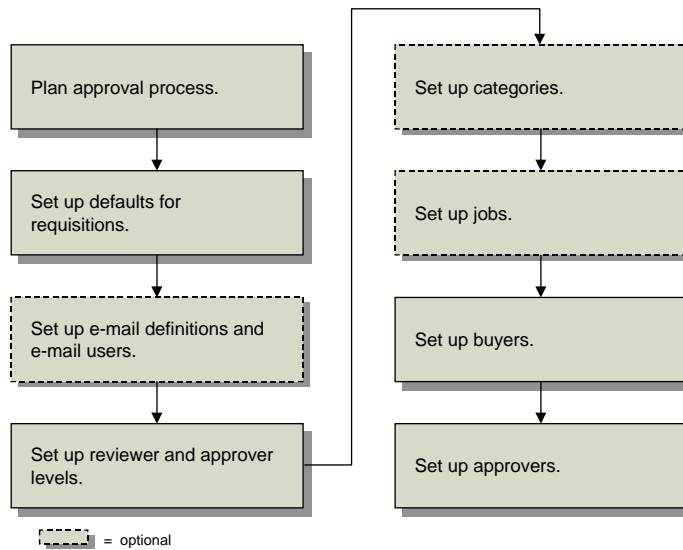 Plan approval process.
Set up defaults for
requisitions.
Set up e-mail definitions and
e-mail users.
Set up reviewer and approver
levels.
Set up categories.
Set up jobs.
Set up buyers.
Set up approvers.
= optional